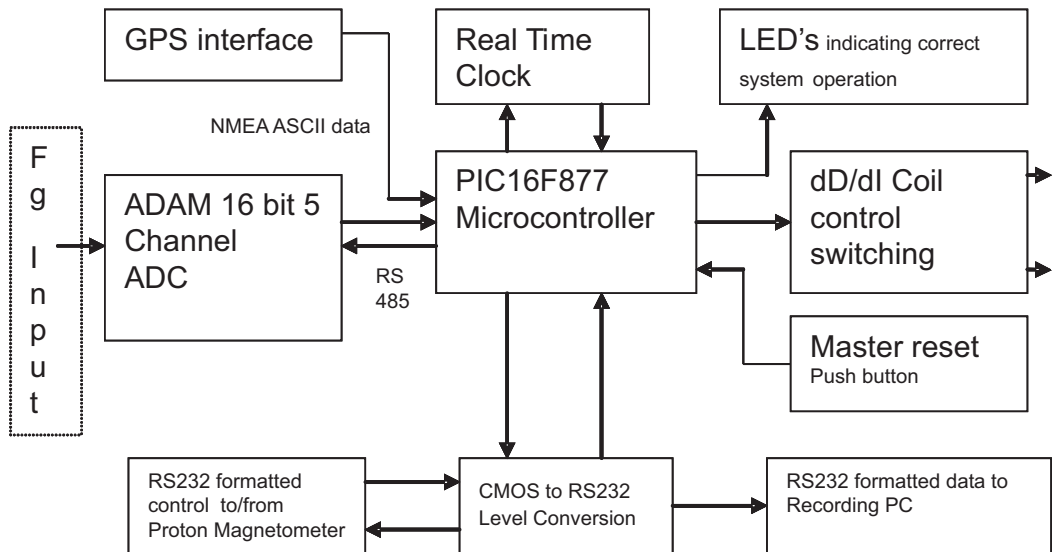 GPS interface
Real Time
Clock
LED's indicating correct
system operation
NMEA ASCII data
F
g
I
n
p
u
t
ADAM 16 bit 5
Channel
ADC
RS
485
PIC16F877
Microcontroller
dD/dI Coil
control
switching
Master reset
Push button
RS232 formatted
control to/from
Proton Magnetometer
CMOS to RS232
Level Conversion
RS232 formatted data to
Recording PC